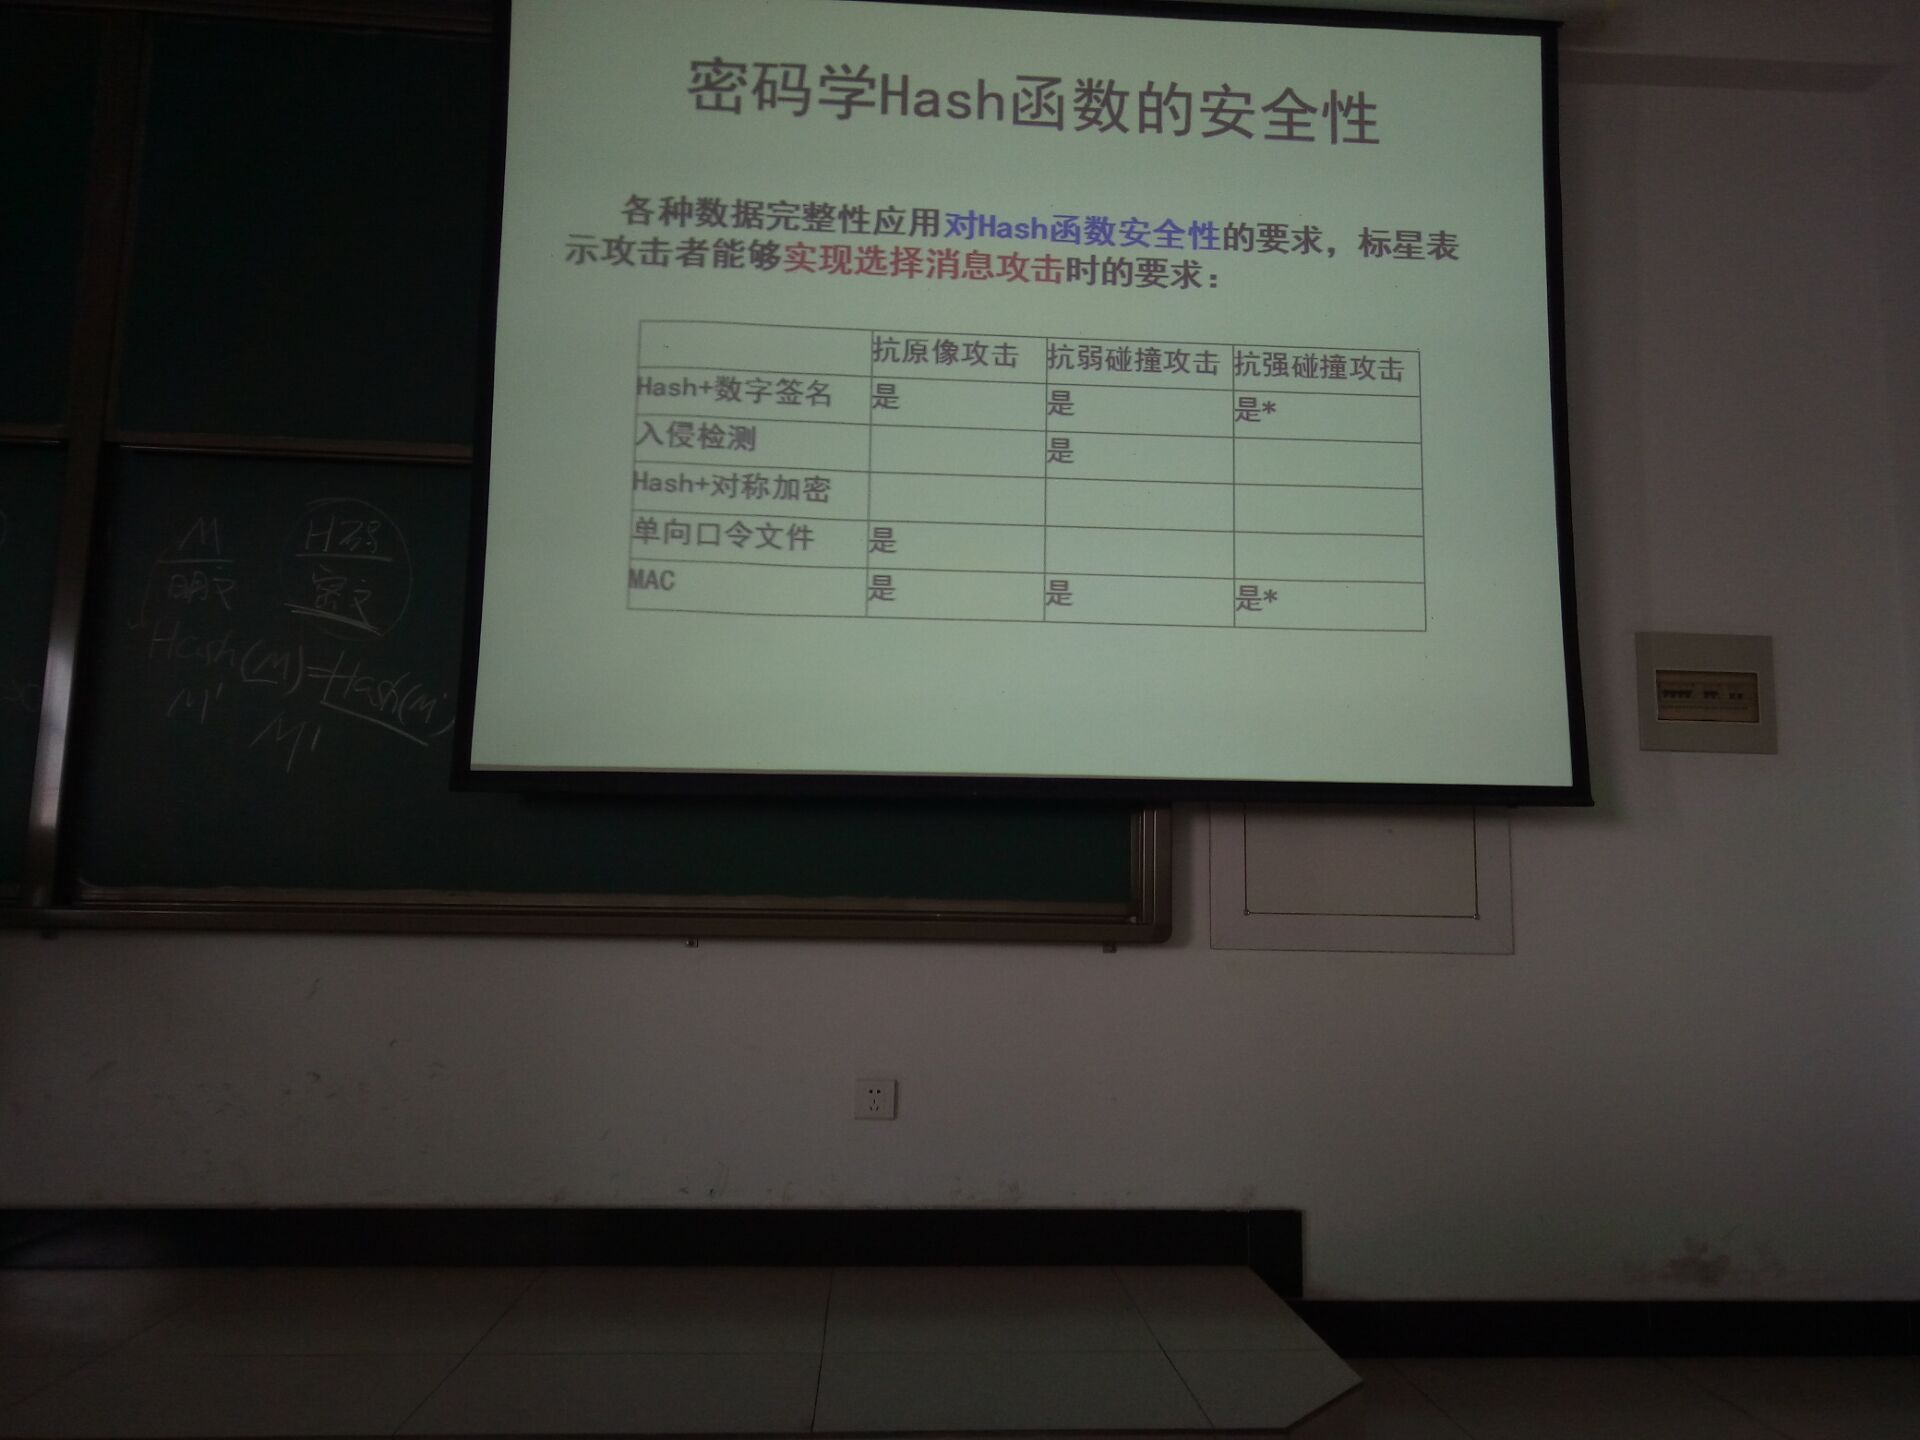 密码学Hash函数的安全性
各种数据完整性应用对Hash函数安全性的要求，标星表
示攻击者能够实现选择消息攻击时的要求：
抗原像攻击 抗弱碰撞攻击 抗强碰撞攻击
Hash+数字签名 是 是 是*
入侵检测 是
Hash+对称加密
单向口令文件 是
MAC 是 是 是*
M
明文 密文
Hash(M)=Hash(M')
M'
M1